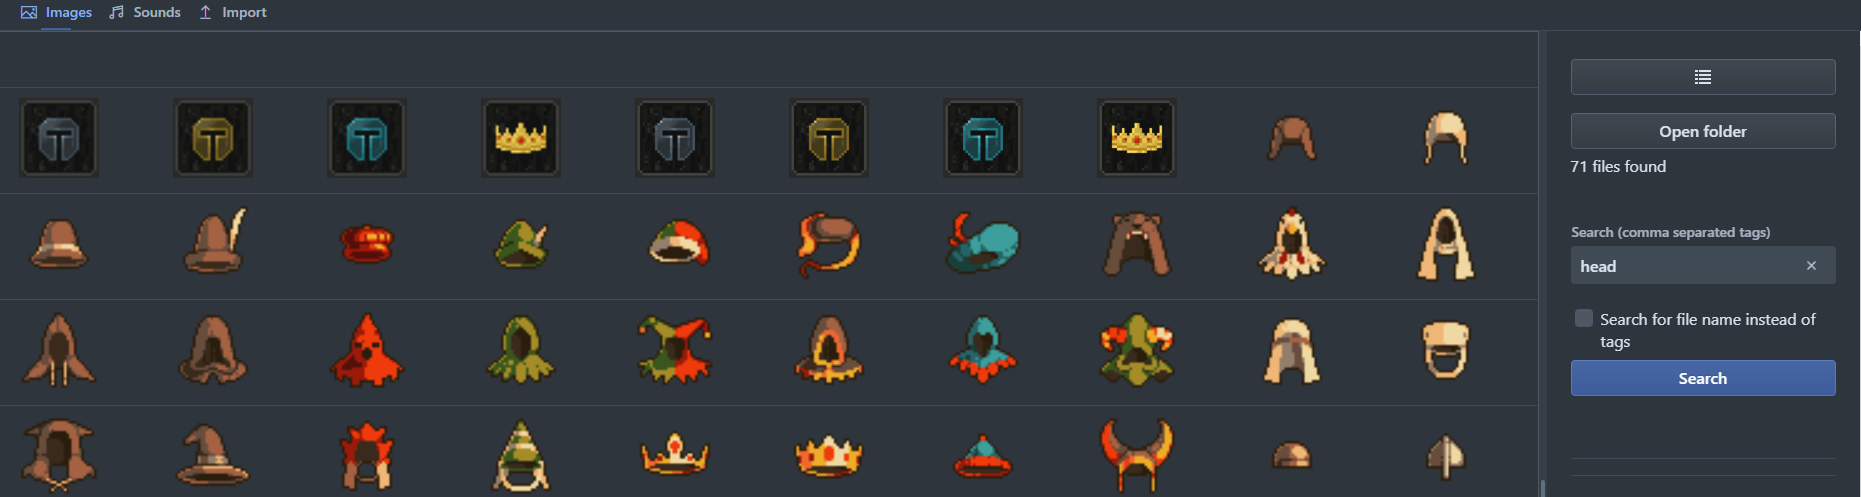 Images Sounds Import
Open folder
71 files found
Search (comma separated tags)
head
Search for file name instead of
tags
Search